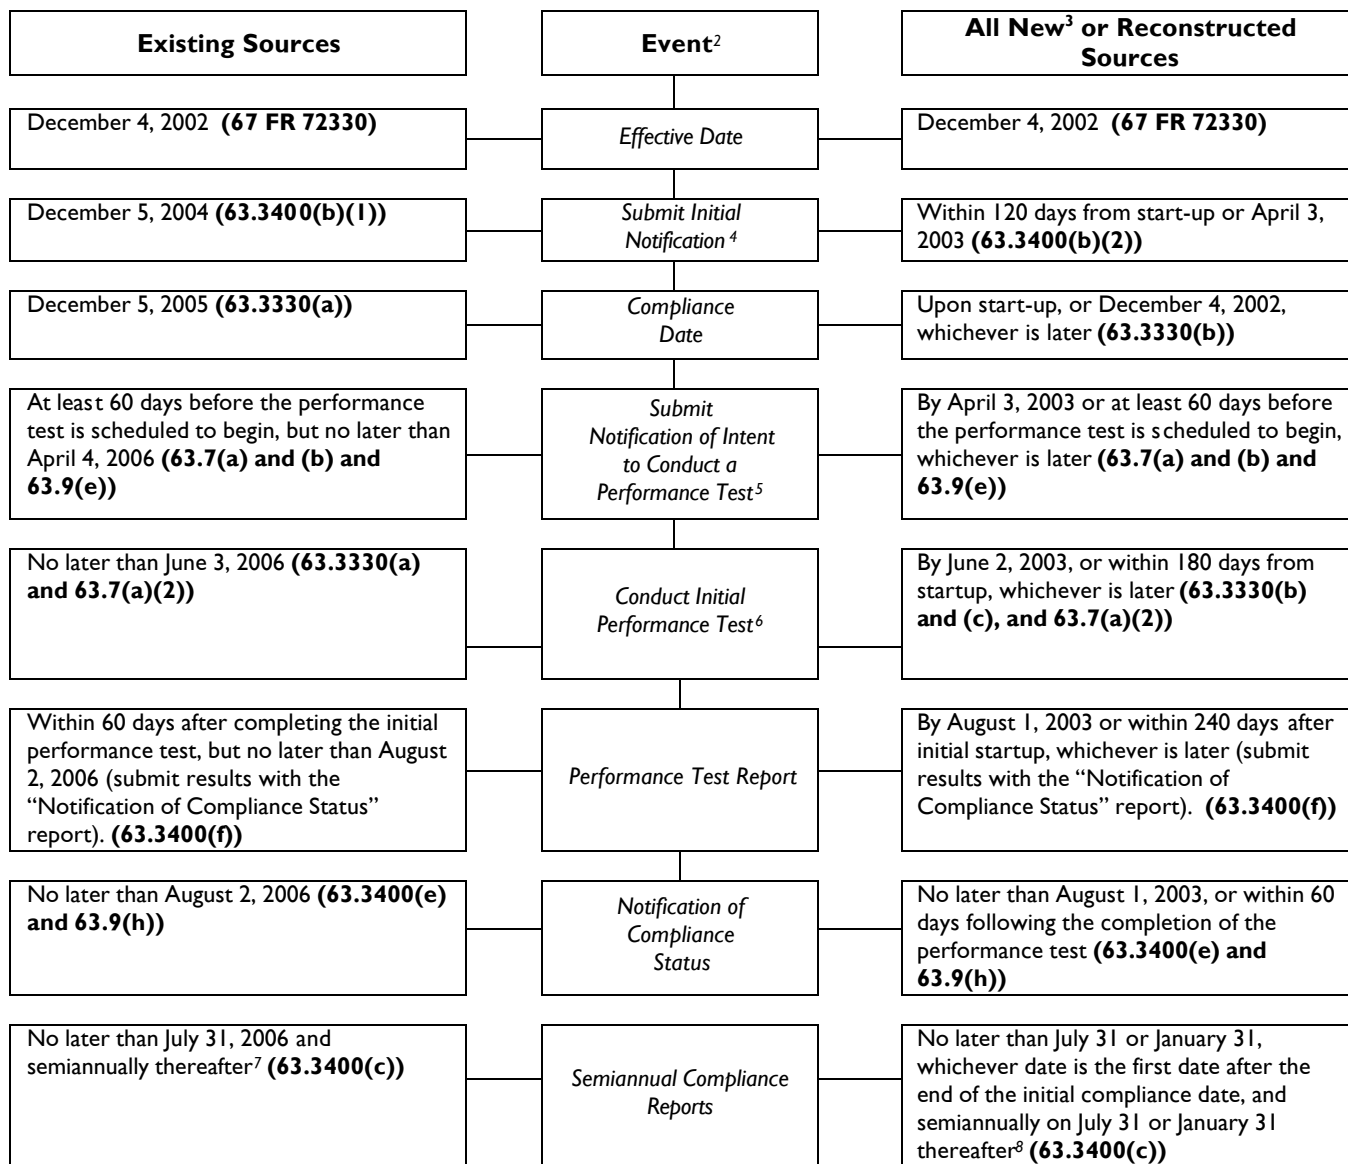 Existing Sources
Event2
All New3 or Reconstructed
Sources
December 4, 2002 (67 FR 72330)
Effective Date
December 4, 2002 (67 FR 72330)
December 5, 2004 (63.3400(b)(1))
Submit Initial
Notification 4
Within 120 days from start-up or April 3,
2003 (63.3400(b)(2))
December 5, 2005 (63.3330(a))
Compliance
Date
Upon start-up, or December 4, 2002,
whichever is later (63.3330(b))
At least 60 days before the performance
test is scheduled to begin, but no later than
April 4, 2006 (63.7(a) and (b) and
63.9(e))
Submit
Notification of Intent
to Conduct a
Performance Test5
By April 3, 2003 or at least 60 days before
the performance test is scheduled to begin,
whichever is later (63.7(a) and (b) and
63.9(e))
No later than June 3, 2006 (63.3330(a)
and 63.7(a)(2))
Conduct Initial
Performance Test6
By June 2, 2003, or within 180 days from
startup, whichever is later (63.3330(b)
and (c), and 63.7(a)(2))
Within 60 days after completing the initial
performance test, but no later than August
2, 2006 (submit results with the
“Notification of Compliance Status”
report). (63.3400(f))
Performance Test Report
By August 1, 2003 or within 240 days after
initial startup, whichever is later (submit
results with the “Notification of
Compliance Status” report). (63.3400(f))
No later than August 2, 2006 (63.3400(e)
and 63.9(h))
Notification of
Compliance
Status
No later than August 1, 2003, or within 60
days following the completion of the
performance test (63.3400(e) and
63.9(h))
No later than July 31, 2006 and
semiannually thereafter7 (63.3400(c))
Semiannual Compliance
Reports
No later than July 31 or January 31,
whichever date is the first date after the
end of the initial compliance date, and
semiannually on July 31 or January 31
thereafter8 (63.3400(c))